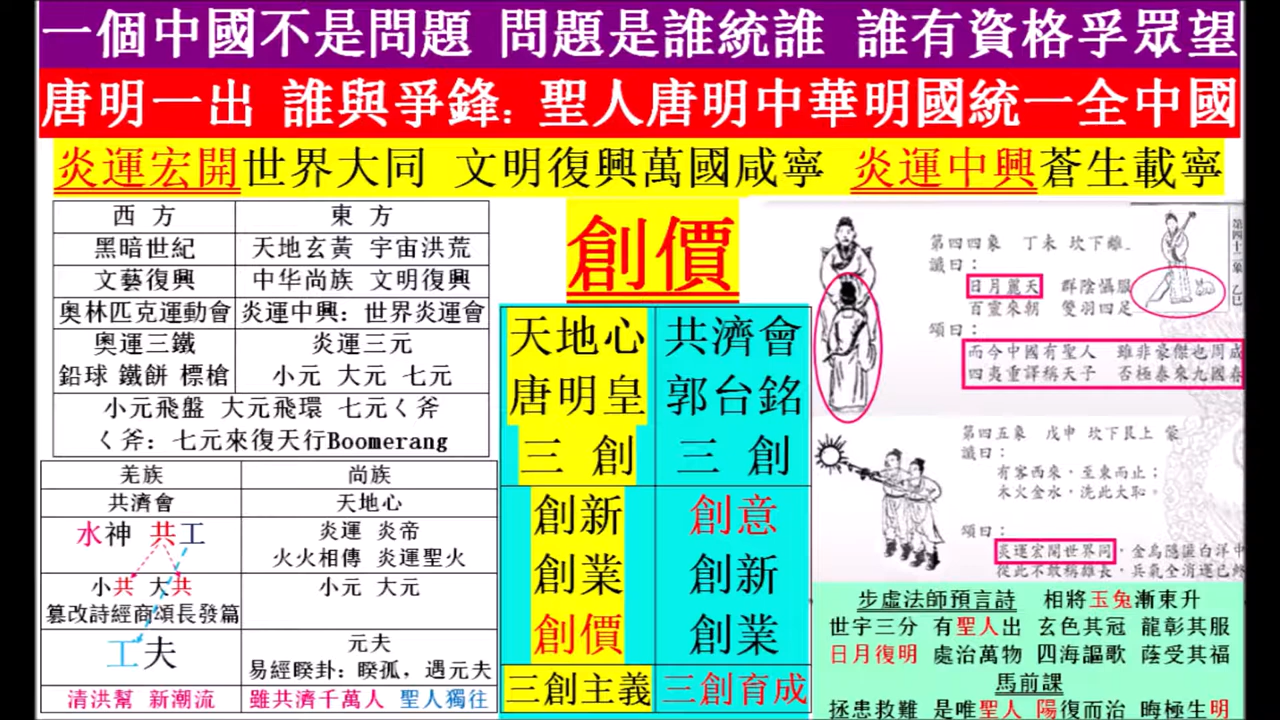 一個中國不是問題 問題是誰統誰 誰有資格孚眾望
唐明一出 誰與爭鋒: 聖人唐明中華明國統一全中國
炎運宏開世界大同 文明復興萬國咸寧 炎運中興蒼生載寧
西 方 東 方
黑暗世紀 天地玄黃 宇宙洪荒
文藝復興 中华尚族 文明復興
奧林匹克運動會 炎運中興: 世界炎運會
奧運三鐵 炎運三元
鉛球 鐵餅 標槍 小元 大元 七元
小元飛盤 大元飛環 七元く斧
く斧: 七元來復天行Boomerang
羌族 尚族
共濟會 天地心
水神 共工 炎運 炎帝
火火相傳 炎運聖火
小共 大共 小元 大元
篡改詩經商頌長發篇
工夫 元夫
易經睽卦: 睽孤，遇元夫
清洪幫 新潮流 雖共濟千萬人 聖人獨往
創價
天地心 共濟會
唐明皇 郭台銘
三 創 三 創
創新 創意
創業 創新
創價 創業
三創主義 三創育成
第四十二象 乙巳
第四四象 丁未 坎下離
讖曰:
日月麗天 群陰懾服
百靈來朝 雙羽四足
頌曰:
而今中國有聖人 雖非豪傑也周成
四夷重譯稱天子 否極泰來九國春
第四五象 戊申 坎下艮上 蒙
讖曰:
有客西來，至東而止;
木火金水，洗此大恥。
頌曰:
炎運宏開世界同，金烏隱匿白洋中
從此不敢稱雄長，兵氣全消運已終
步虛法師預言詩 相將玉兔漸東升
世宇三分 有聖人出 玄色其冠 龍彰其服
日月復明 處治萬物 四海謳歌 蔭受其福
馬前課
拯患救難 是唯聖人 陽復而治 晦極生明